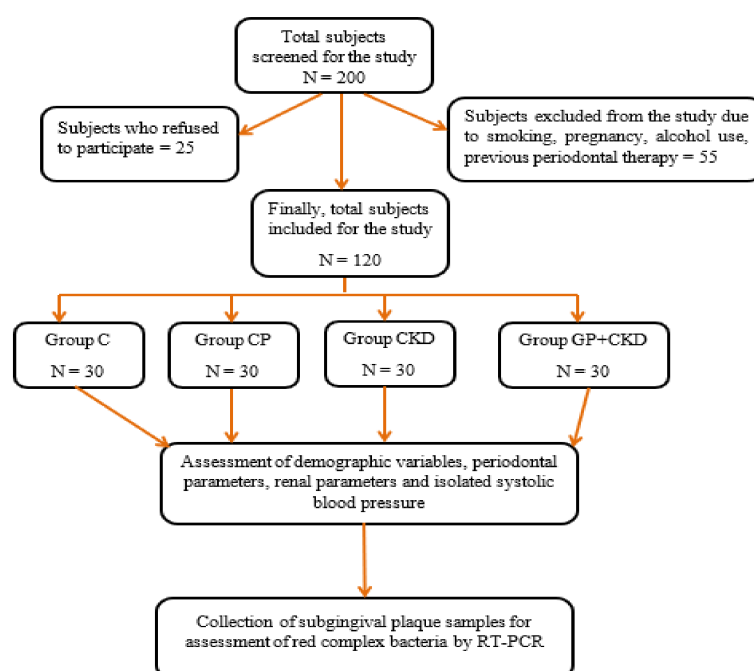 Total subjects
screened for the study
N = 200
Subjects who refused
to participate = 25
Subjects excluded from the study due
to smoking, pregnancy, alcohol use,
previous periodontal therapy = 55
Finally, total subjects
included for the study
N = 120
Group C
N = 30
Group CP
N = 30
Group CKD
N = 30
Group GP+CKD
N = 30
Assessment of demographic variables, periodontal
parameters, renal parameters and isolated systolic
blood pressure
Collection of subgingival plaque samples for
assessment of red complex bacteria by RT-PCR